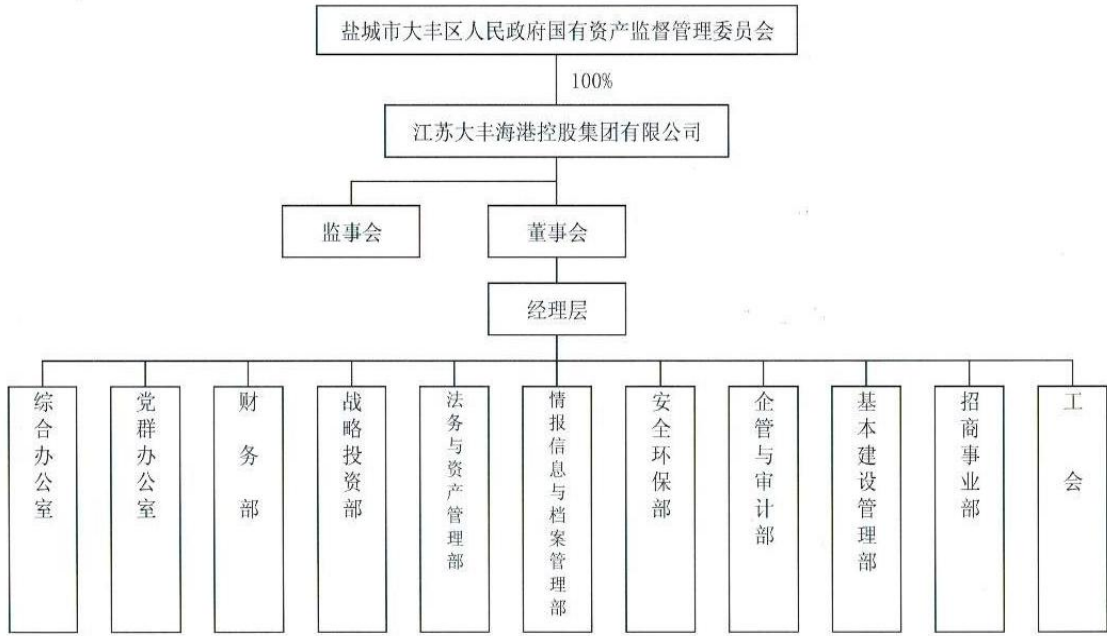 盐城市大丰区人民政府国有资产监督管理委员会
100%
江苏大丰海港控股集团有限公司
监事会
董事会
经理层
综合办公室
党群办公室
财务部
战略投资部
法务与资产管理部
情报信息与档案管理部
安全环保部
企管与审计部
基本建设管理部
招商事业部
工会